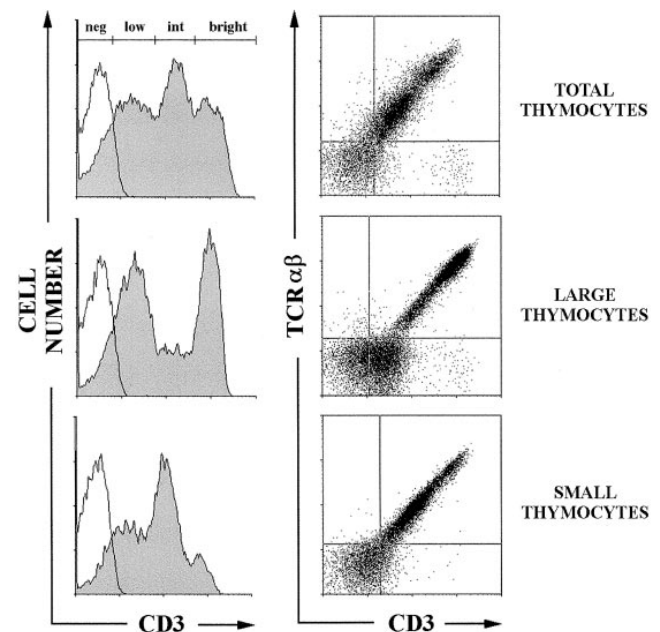 neg low int bright
TOTAL
THYMOCYTES
CELL
NUMBER
TCR αβ
LARGE
THYMOCYTES
SMALL
THYMOCYTES
CD3
CD3